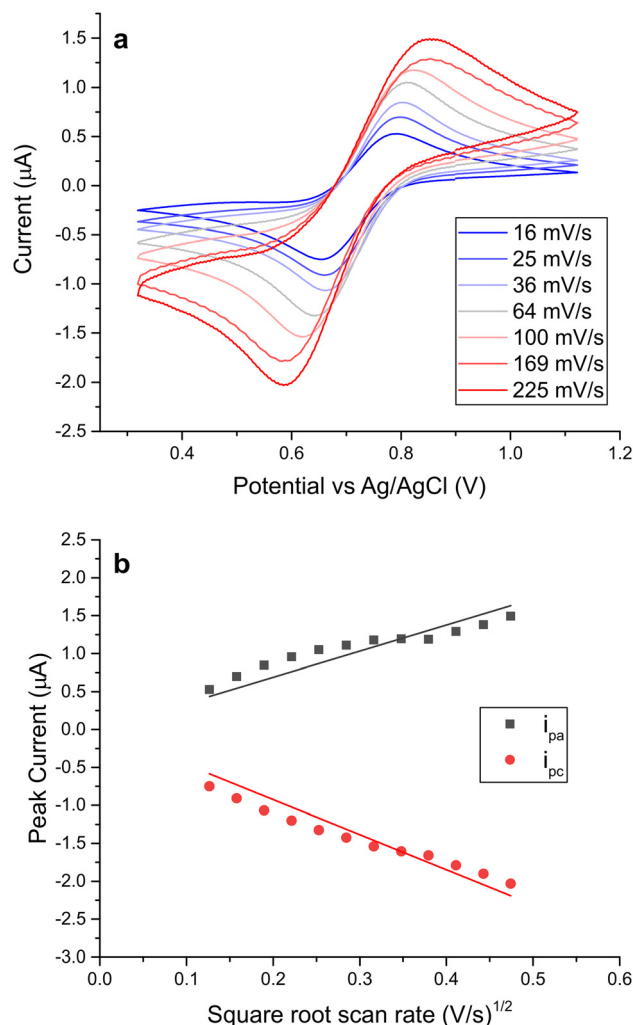 a
1.5
1.0
0.5
0.0
-0.5
-1.0
-1.5
-2.0
-2.5
Current (μA)
16 mV/s
25 mV/s
36 mV/s
64 mV/s
100 mV/s
169 mV/s
225 mV/s
0.4 0.6 0.8 1.0 1.2
Potential vs Ag/AgCl (V)
b
2.5
2.0
1.5
1.0
0.5
0.0
-0.5
-1.0
-1.5
-2.0
-2.5
-3.0
Peak Current (μA)
i_pa
i_pc
0.0 0.1 0.2 0.3 0.4 0.5 0.6
Square root scan rate (V/s)^1/2